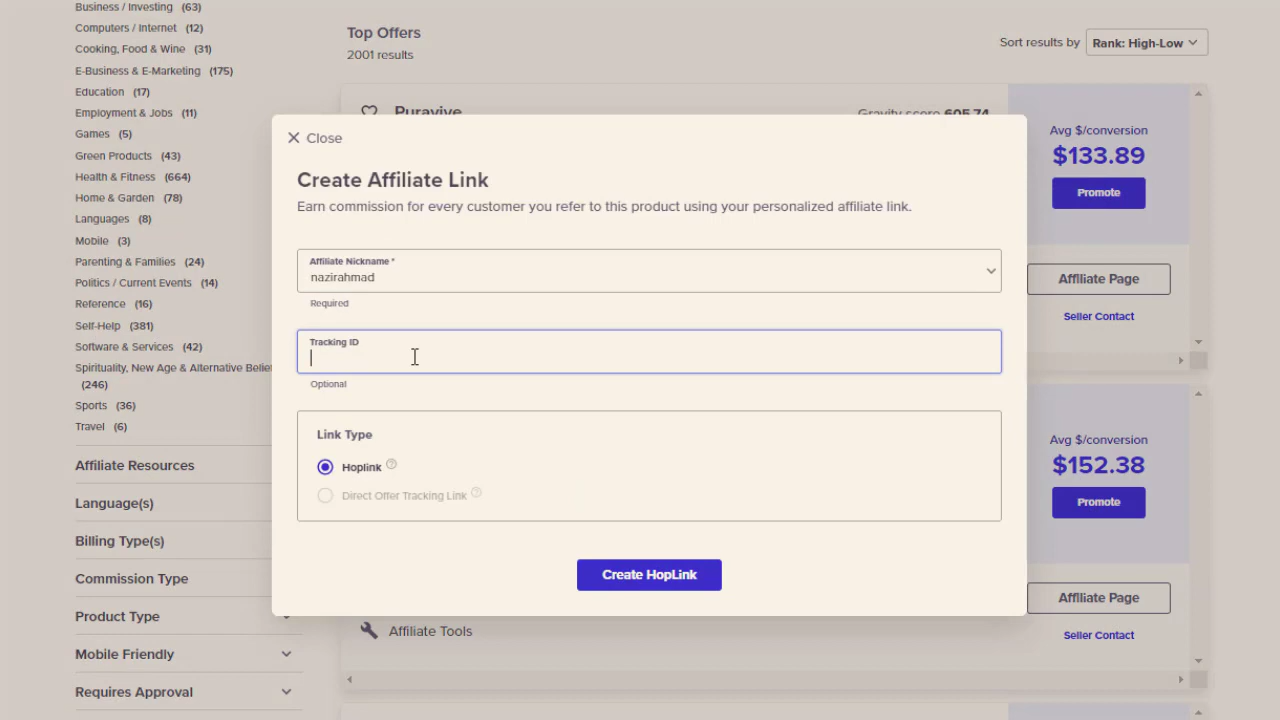 Business / Investing (63)
Computers / Internet (12)
Cooking, Food & Wine (31)
E-Business & E-Marketing (175)
Education (17)
Employment & Jobs (11)
Games (5)
Green Products (43)
Health & Fitness (664)
Home & Garden (78)
Languages (8)
Mobile (3)
Parenting & Families (24)
Politics / Current Events (14)
Reference (16)
Self-Help (381)
Software & Services (42)
Spirituality, New Age & Alternative Belief
(246)
Sports (36)
Travel (6)
Affiliate Resources
Language(s)
Billing Type(s)
Commission Type
Product Type
Mobile Friendly
Requires Approval
Top Offers
2001 results
Sort results by Rank: High-Low
Puravive
Gravity score 605.74
Close
Create Affiliate Link
Earn commission for every customer you refer to this product using your personalized affiliate link.
Affiliate Nickname *
nazirahmad
Required
Tracking ID
Optional
Link Type
Hoplink
Direct Offer Tracking Link
Create HopLink
Affiliate Tools
Avg $/conversion
$133.89
Promote
Affiliate Page
Seller Contact
Avg $/conversion
$152.38
Promote
Affiliate Page
Seller Contact